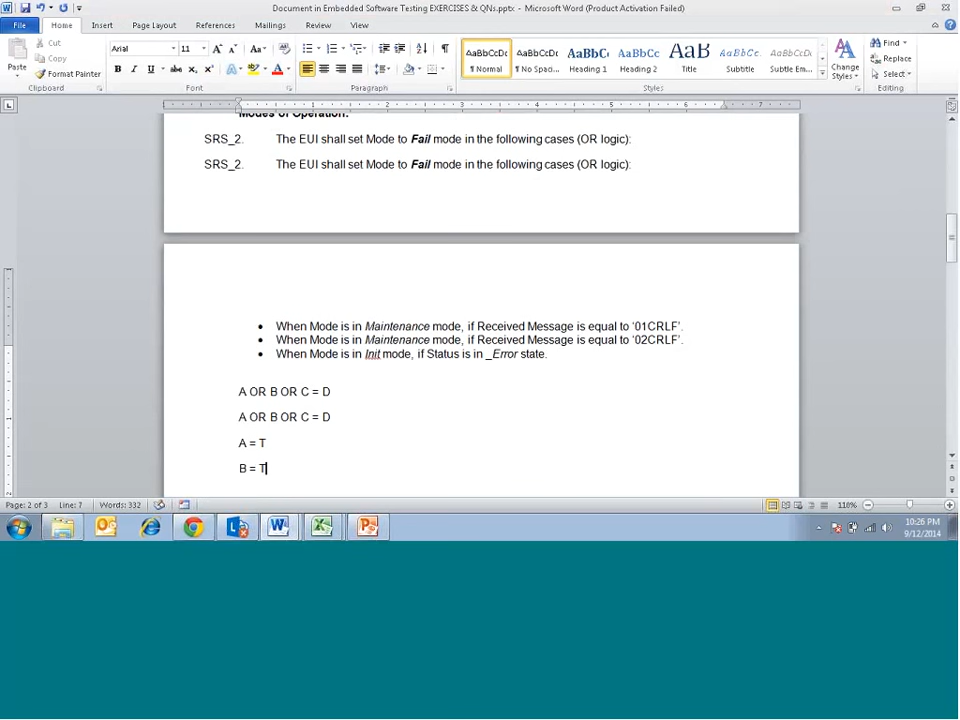 Document in Embedded Software Testing EXERCISES & QNs.pptx - Microsoft Word (Product Activation Failed)
File Home Insert Page Layout References Mailings Review View
Cut
Copy
Format Painter
Paste
Clipboard
Arial 11
Font
Paragraph
AaBbCcDc AaBbCcDc AaBbC AaBbCc AaB AaBbCc. AaBbCcDc
¶ Normal ¶ No Spaci... Heading 1 Heading 2 Title Subtitle Subtle Em...
Styles
Change Styles
Find
Replace
Select
Editing
Modes of Operation:
SRS_2. The EUI shall set Mode to Fail mode in the following cases (OR logic):
SRS_2. The EUI shall set Mode to Fail mode in the following cases (OR logic):
• When Mode is in Maintenance mode, if Received Message is equal to ‘01CRLF’.
• When Mode is in Maintenance mode, if Received Message is equal to ‘02CRLF’.
• When Mode is in Init mode, if Status is in _Error state.
A OR B OR C = D
A OR B OR C = D
A = T
B = T
Page: 2 of 3 Line: 7 Words: 332 118%
10:26 PM
9/12/2014